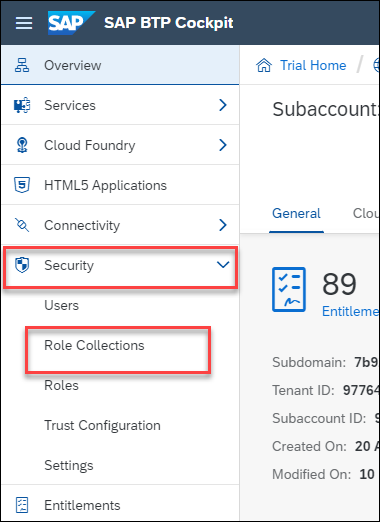 SAP SAP BTP Cockpit
Overview
Services
Cloud Foundry
HTML5 Applications
Connectivity
Security
Users
Role Collections
Roles
Trust Configuration
Settings
Entitlements
Trial Home /
Subaccount:
General Clou
89
Entitleme
Subdomain: 7b9
Tenant ID: 97764
Subaccount ID:
Created On: 20 A
Modified On: 10